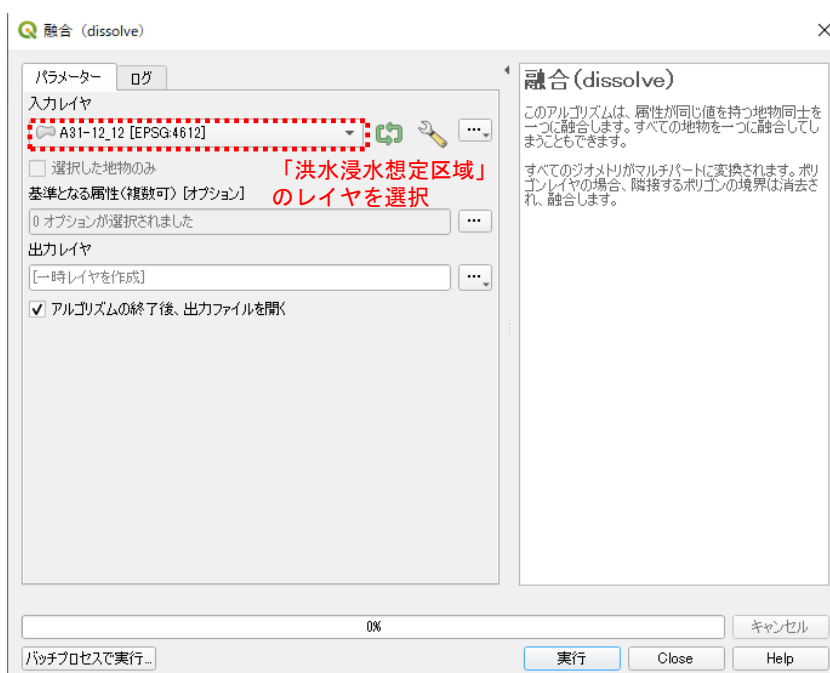 融合 (dissolve)
パラメーター ログ
入力レイヤ
A31-12_12 [EPSG:4612]
選択した地物のみ
「洪水浸水想定区域」
のレイヤを選択
基準となる属性(複数可) [オプション]
0 オプションが選択されました
出力レイヤ
[一時レイヤを作成]
アルゴリズムの終了後、出力ファイルを開く
融合(dissolve)
このアルゴリズムは、属性が同じ値を持つ地物同士を
一つに融合します。すべての地物を一つに融合してし
まうこともできます。
すべてのジオメトリがマルチパートに変換されます。ポリ
ゴンレイヤの場合、隣接するポリゴンの境界は消去さ
れ、融合します。
0%
キャンセル
バッチプロセスで実行...
実行
Close
Help